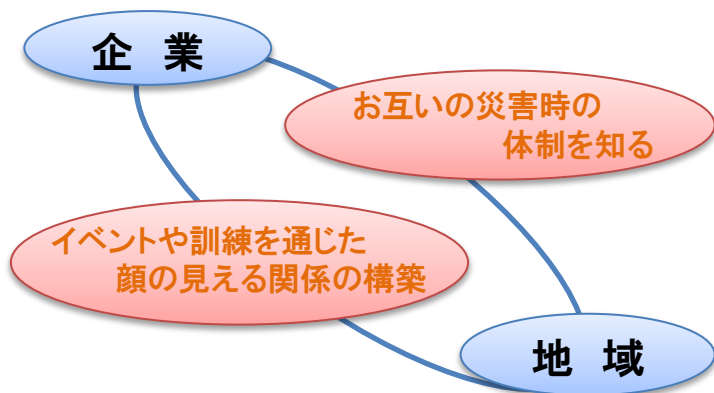 企　業
お互いの災害時の
体制を知る
イベントや訓練を通じた
顔の見える関係の構築
地　域